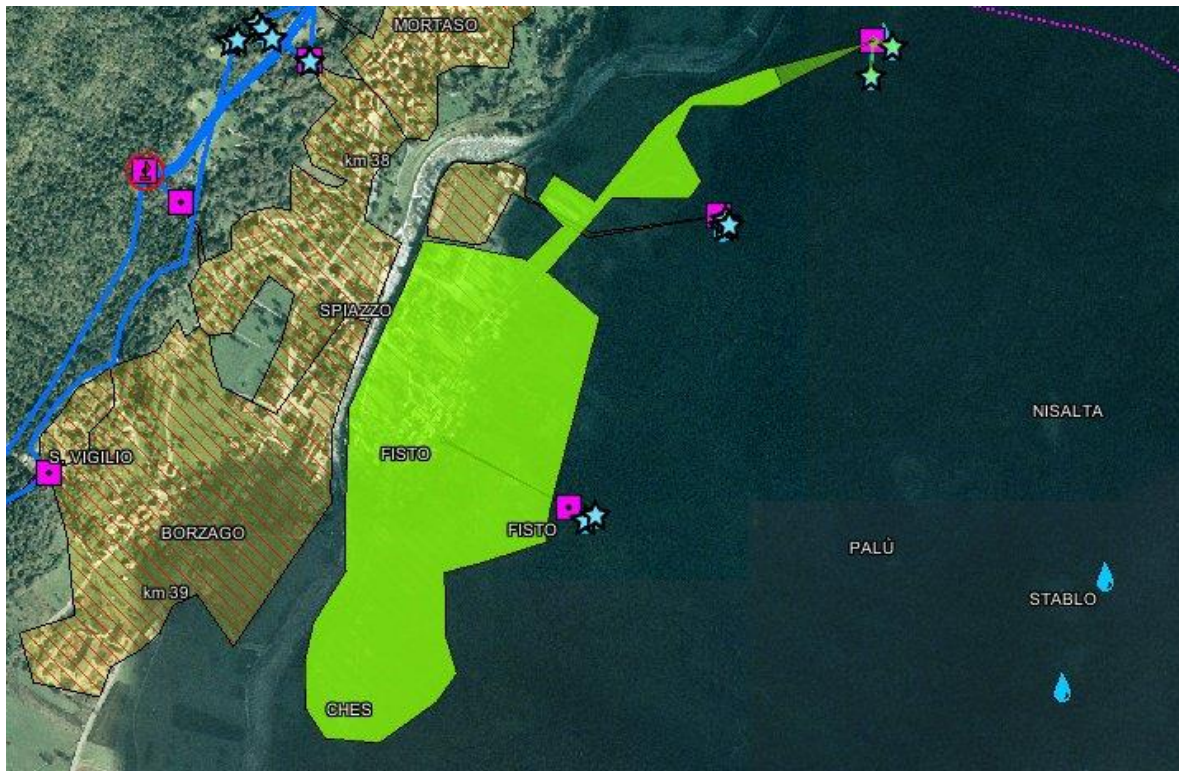 MORTASO
km 38
SPIAZZO
NISALTA
FISTO
S. VIGILIO
FISTO
BORZAGO
PALÙ
km 39
STABLO
CHES